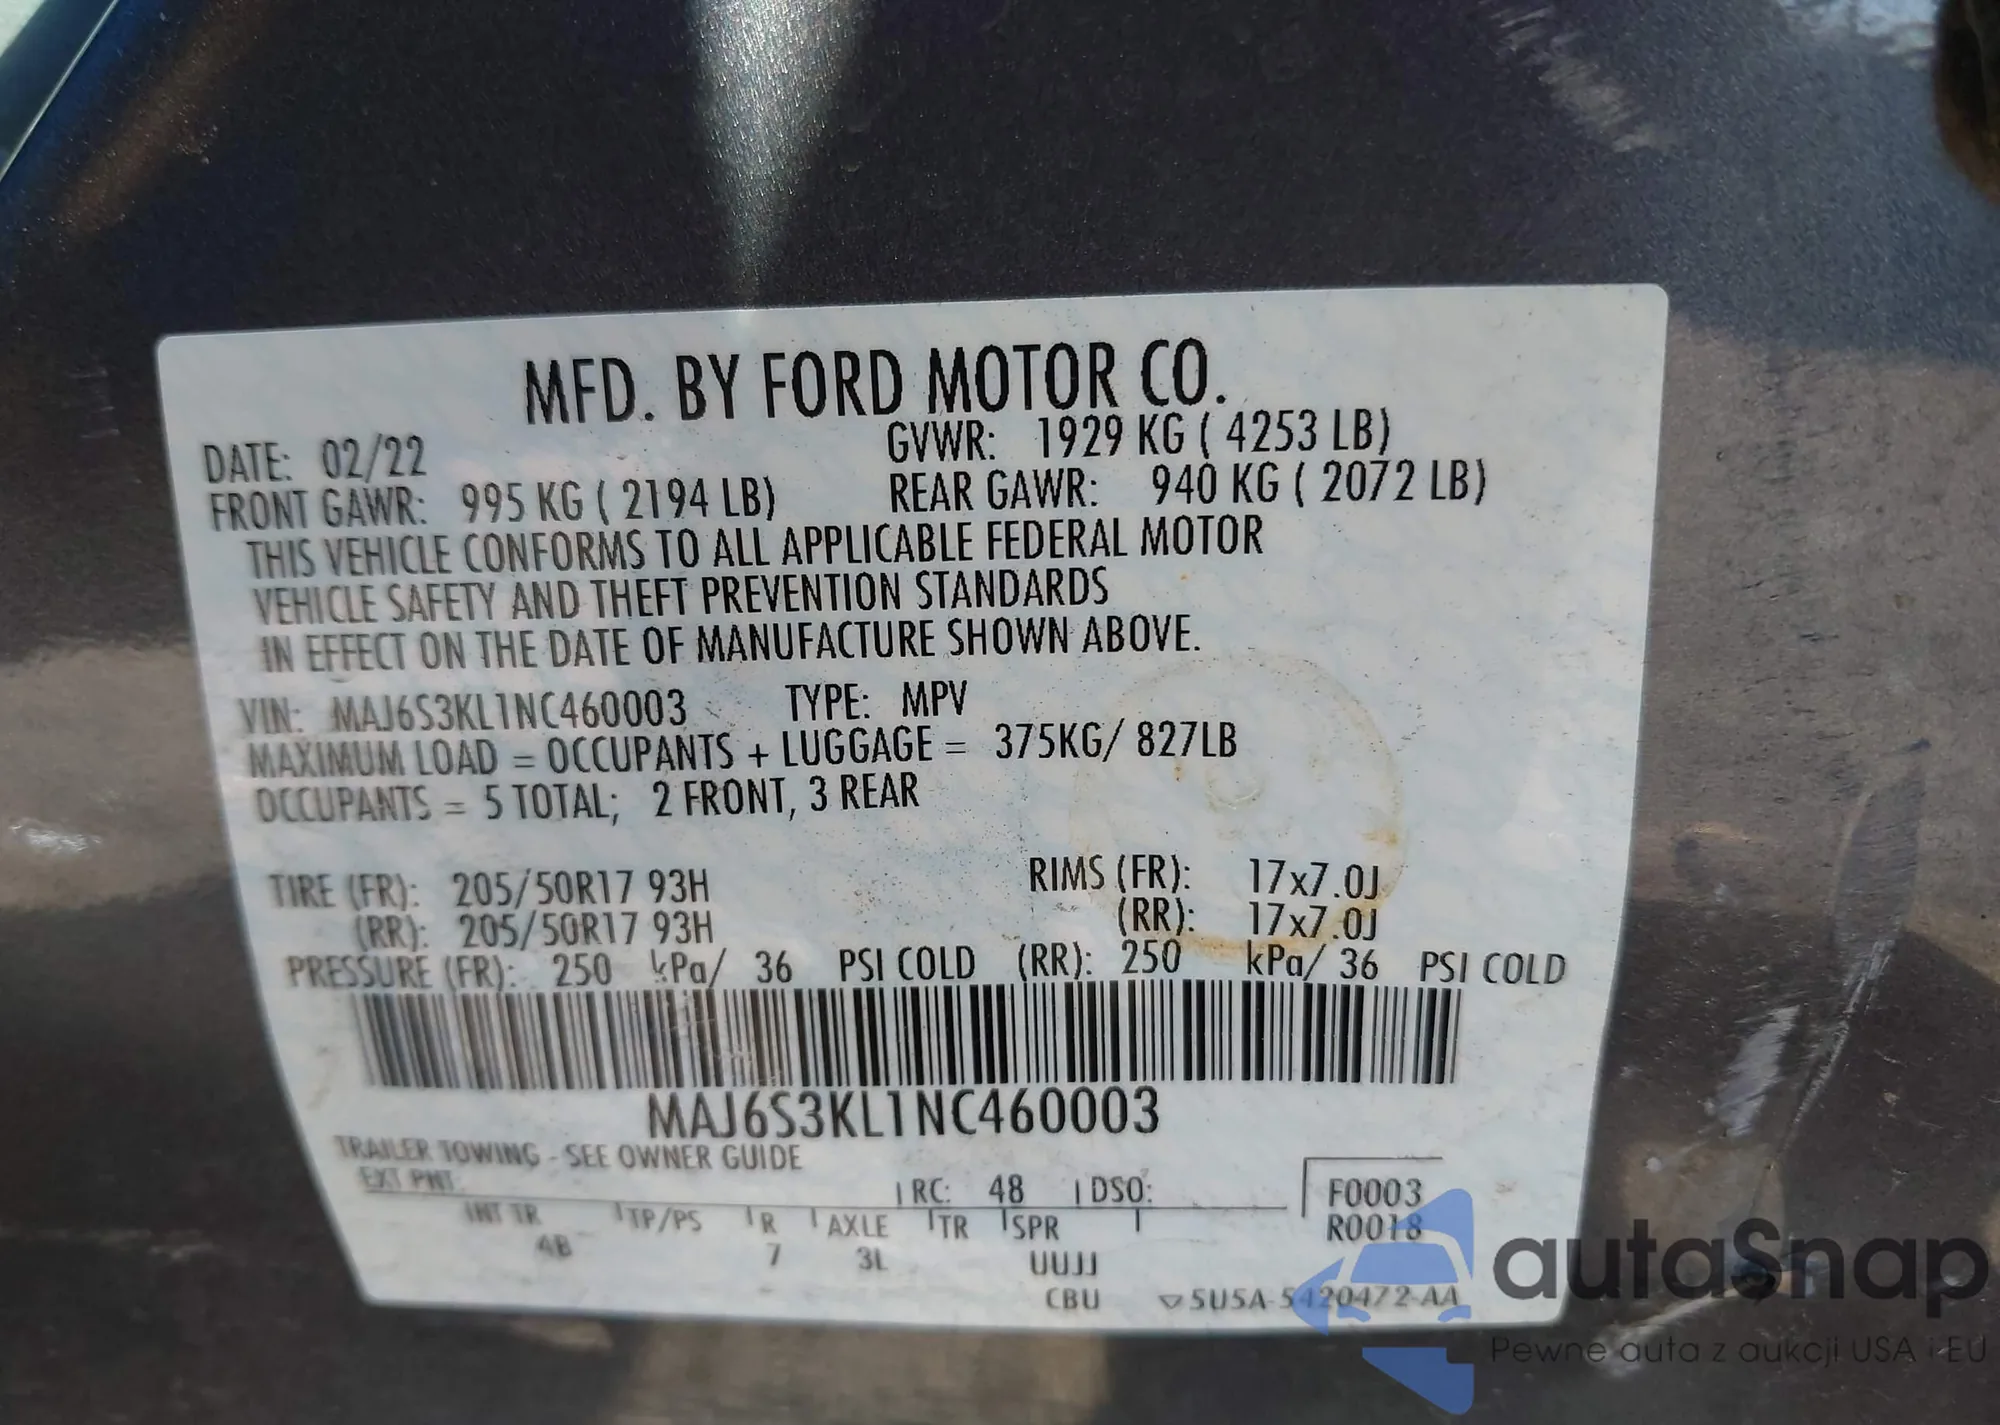 MFD. BY FORD MOTOR CO.
DATE: 02/22 GVWR: 1929 KG ( 4253 LB)
FRONT GAWR: 995 KG ( 2194 LB) REAR GAWR: 940 KG ( 2072 LB)
THIS VEHICLE CONFORMS TO ALL APPLICABLE FEDERAL MOTOR
VEHICLE SAFETY AND THEFT PREVENTION STANDARDS
IN EFFECT ON THE DATE OF MANUFACTURE SHOWN ABOVE.
VIN: MAJ6S3KL1NC460003 TYPE: MPV
MAXIMUM LOAD = OCCUPANTS + LUGGAGE = 375KG/ 827LB
OCCUPANTS = 5 TOTAL; 2 FRONT, 3 REAR
TIRE (FR): 205/50R17 93H RIMS (FR): 17x7.0J
(RR): 205/50R17 93H (RR): 17x7.0J
PRESSURE (FR): 250 kPa/ 36 PSI COLD (RR): 250 kPa/ 36 PSI COLD
MAJ6S3KL1NC460003
TRAILER TOWING - SEE OWNER GUIDE
EXT PNT: RC: 48 DSO: F0003
INT TR TP/PS R AXLE TR SPR R0018
4B 7 3L UUJJ
CBU 5U5A-5420472-AA
autaSnap
Pewne auta z aukcji USA i EU